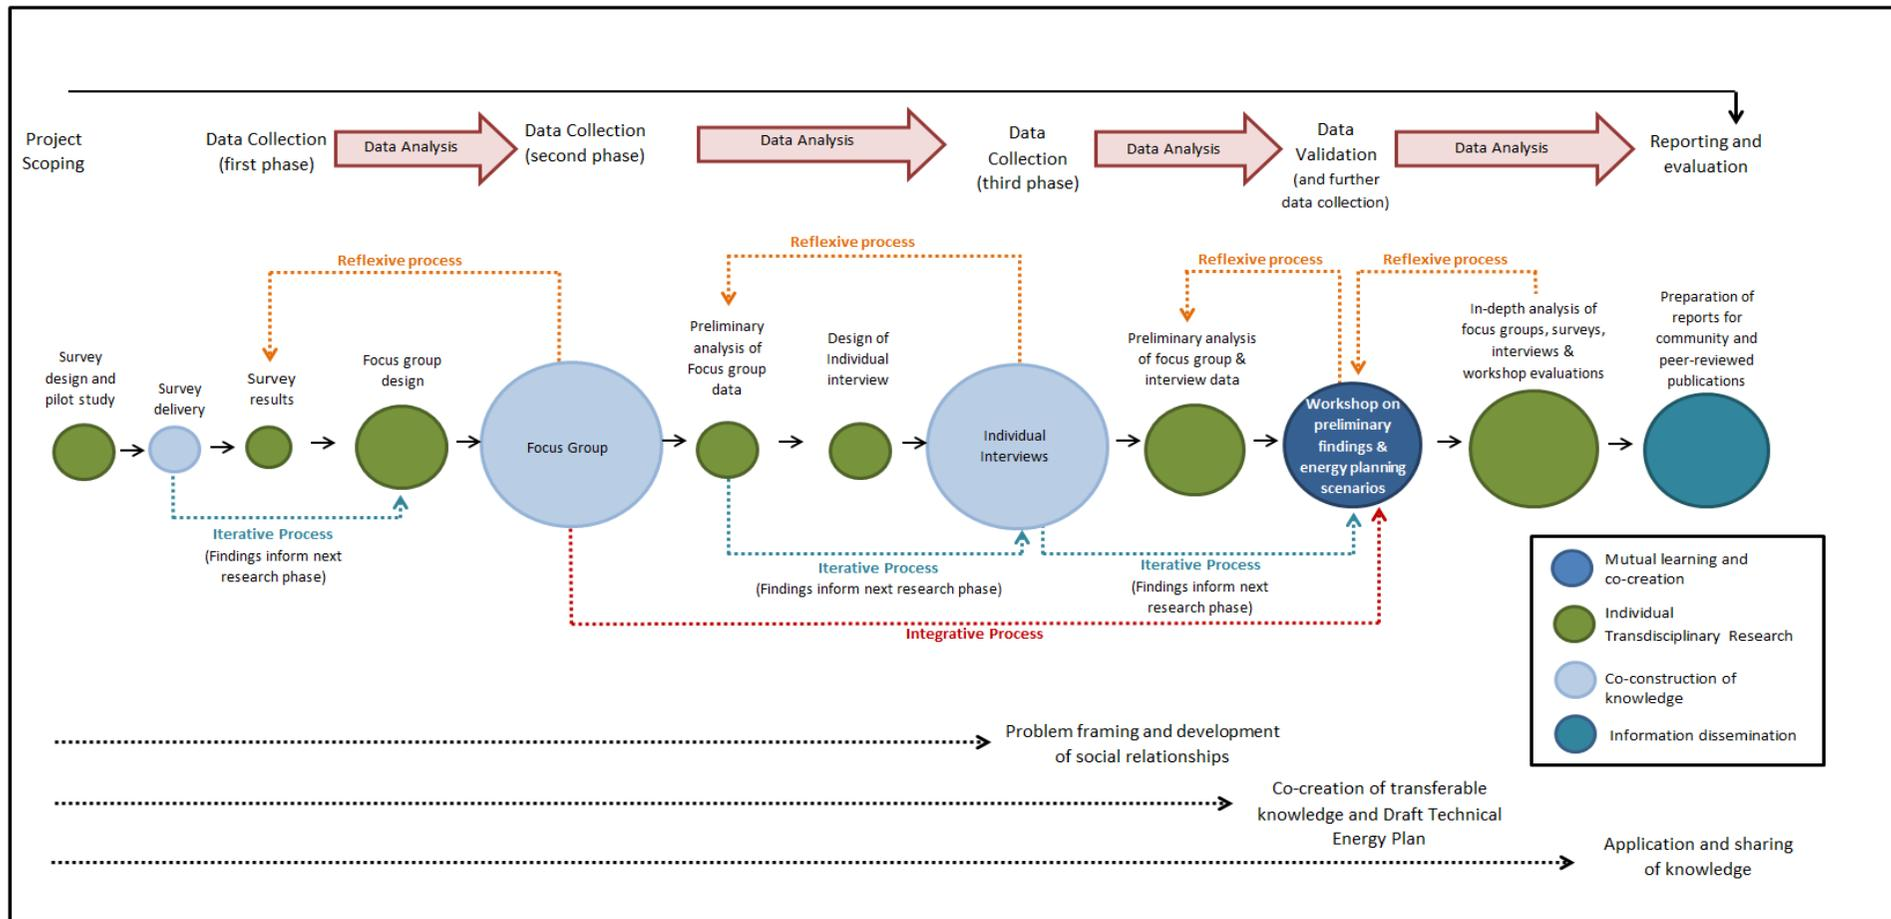 Project
Scoping
Data Collection
(first phase)
Data Analysis
Data Collection
(second phase)
Data Analysis
Data
Collection
(third phase)
Data Analysis
Data
Validation
(and further
data collection)
Data Analysis
Reporting and
evaluation
Reflexive process
Reflexive process
Reflexive process
Reflexive process
Survey
design and
pilot study
Survey
delivery
Survey
results
Focus group
design
Focus Group
Preliminary
analysis of
Focus group
data
Design of
Individual
interview
Individual
Interviews
Preliminary analysis
of focus group &
interview data
Workshop on
preliminary
findings &
energy planning
scenarios
In-depth analysis of
focus groups, surveys,
interviews &
workshop evaluations
Preparation of
reports for
community and
peer-reviewed
publications
Iterative Process
(Findings inform next
research phase)
Iterative Process
(Findings inform next research phase)
Iterative Process
(Findings inform next
research phase)
Integrative Process
Mutual learning and
co-creation
Individual
Transdisciplinary Research
Co-construction of
knowledge
Information dissemination
Problem framing and development
of social relationships
Co-creation of transferable
knowledge and Draft Technical
Energy Plan
Application and sharing
of knowledge